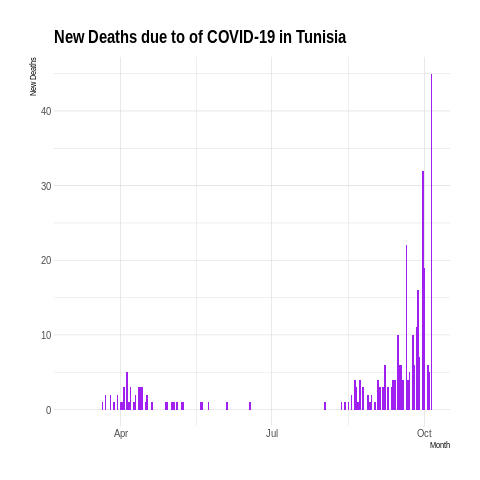 New Deaths due to of COVID-19 in Tunisia
New Deaths
40
30
20
10
0
Apr
Jul
Oct
Month